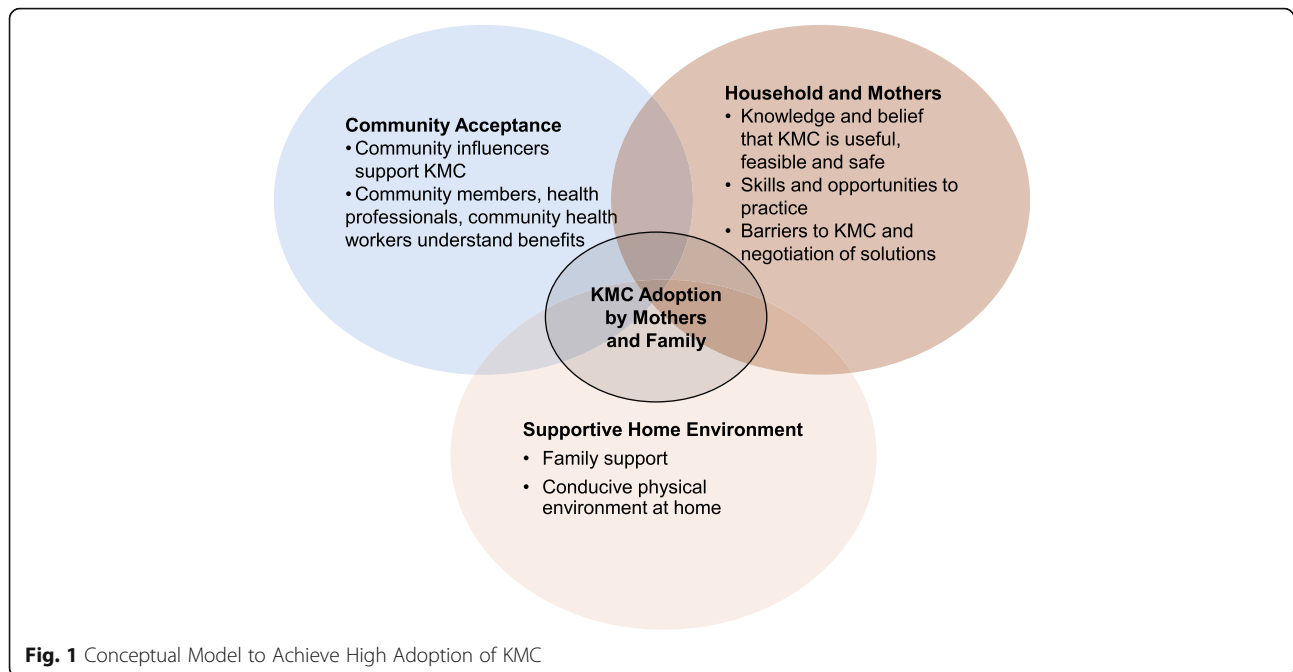 Community Acceptance
• Community influencers
support KMC
• Community members, health
professionals, community health
workers understand benefits
Household and Mothers
• Knowledge and belief
that KMC is useful,
feasible and safe
• Skills and opportunities to
practice
• Barriers to KMC and
negotiation of solutions
KMC Adoption
by Mothers
and Family
Supportive Home Environment
• Family support
• Conducive physical
environment at home
Fig. 1 Conceptual Model to Achieve High Adoption of KMC